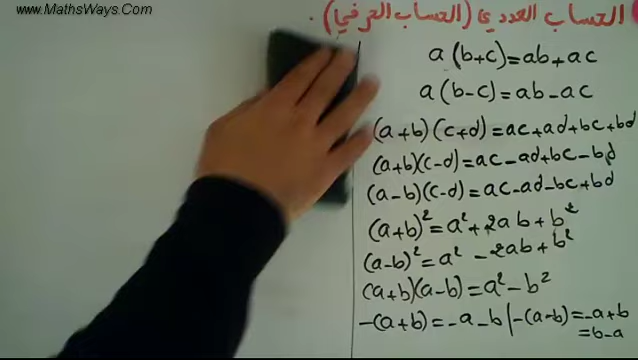 www.MathsWays.Com
الحساب العددي (الحساب الحرفي).
a(b+c)=ab+ac
a(b-c)=ab-ac
(a+b)(c+d)=ac+ad+bc+bd
(a+b)(c-d)=ac-ad+bc-bd
(a-b)(c-d)=ac-ad-bc+bd
(a+b)²=a²+2ab+b²
(a-b)²=a²-2ab+b²
(a+b)(a-b)=a²-b²
-(a+b)=-a-b | -(a-b)=-a+b
=b-a